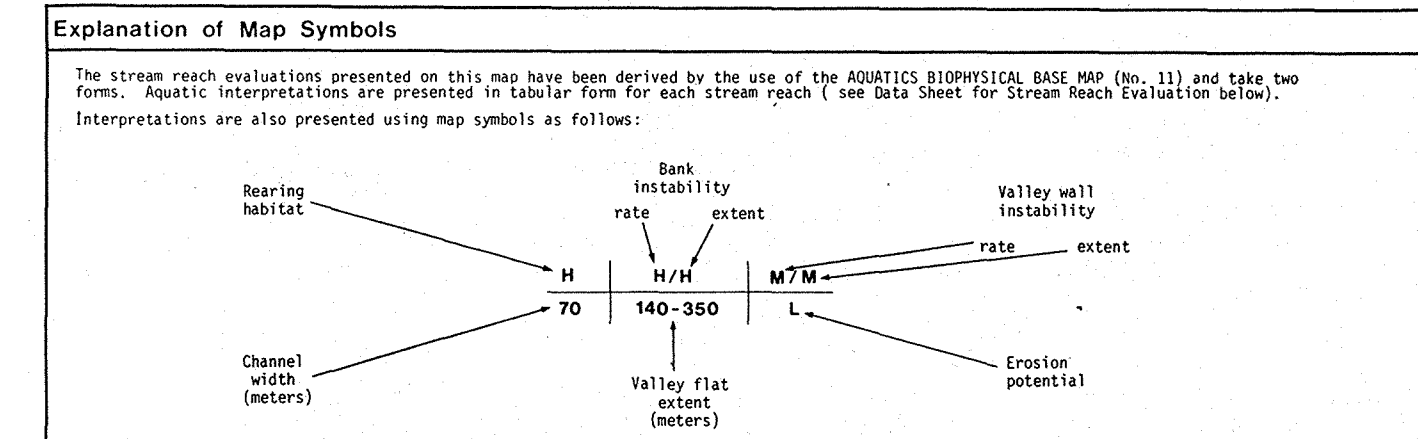 Explanation of Map Symbols
The stream reach evaluations presented on this map have been derived by the use of the AQUATICS BIOPHYSICAL BASE MAP (No. 11) and take two
forms. Aquatic interpretations are presented in tabular form for each stream reach ( see Data Sheet for Stream Reach Evaluation below).
Interpretations are also presented using map symbols as follows:
Rearing
habitat
Bank
instability
rate extent
Valley wall
instability
rate extent
H H/H M/M
70 140-350 L
Channel
width
(meters)
Valley flat
extent
(meters)
Erosion
potential